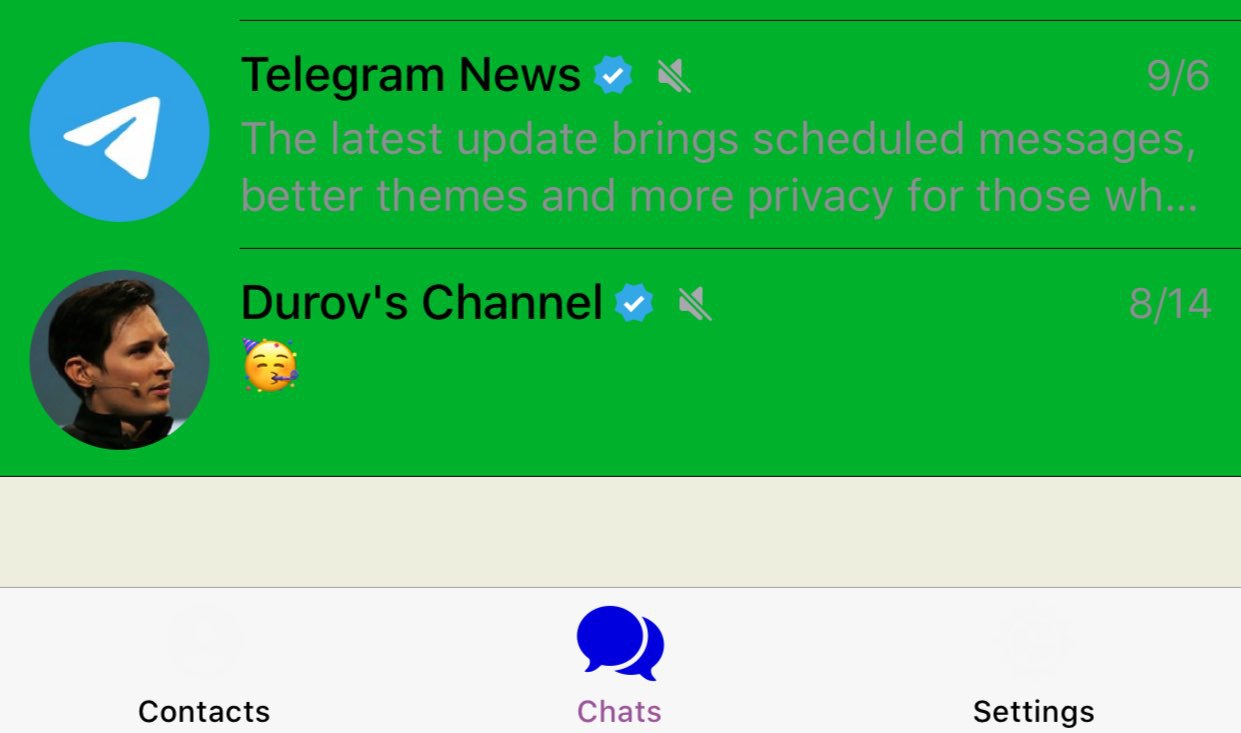 Telegram News 9/6
The latest update brings scheduled messages,
better themes and more privacy for those wh...
Durov's Channel 8/14
🥳
Contacts Chats Settings